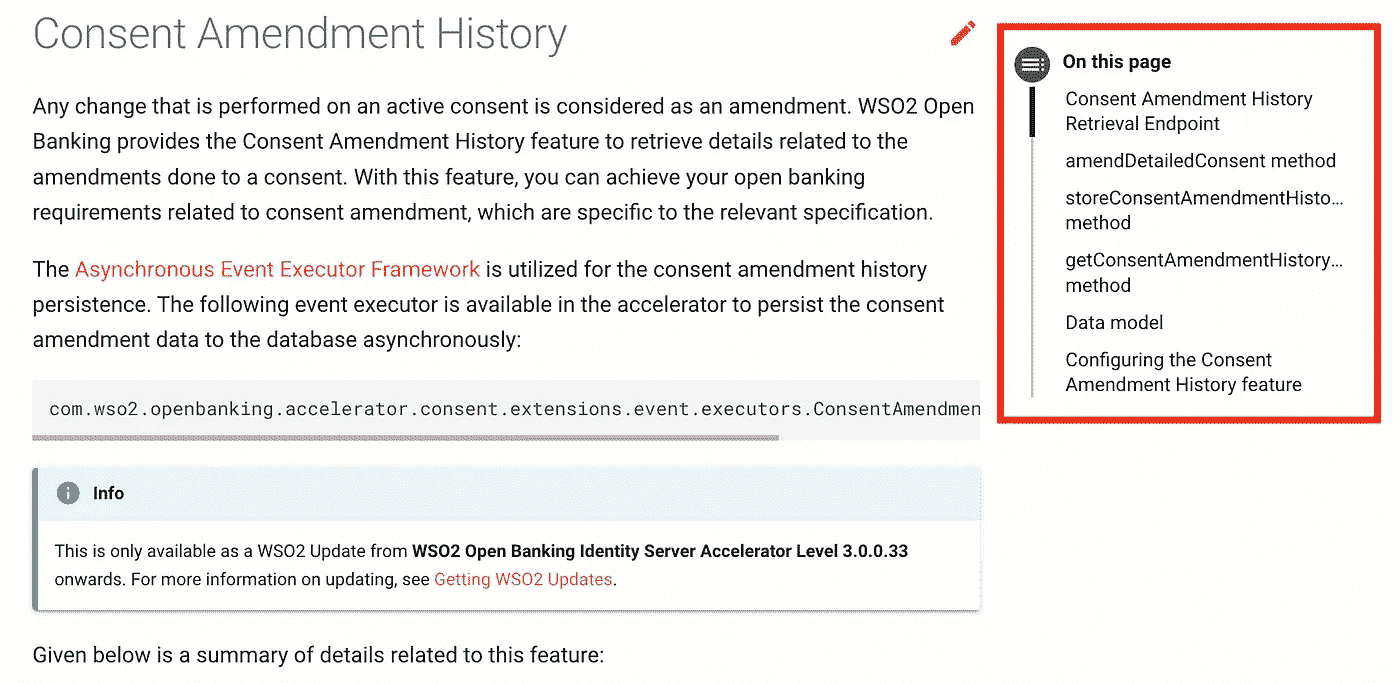 Consent Amendment History
Any change that is performed on an active consent is considered as an amendment. WSO2 Open
Banking provides the Consent Amendment History feature to retrieve details related to the
amendments done to a consent. With this feature, you can achieve your open banking
requirements related to consent amendment, which are specific to the relevant specification.
The Asynchronous Event Executor Framework is utilized for the consent amendment history
persistence. The following event executor is available in the accelerator to persist the consent
amendment data to the database asynchronously:
com.wso2.openbanking.accelerator.consent.extensions.event.executors.ConsentAmendmen
Info
This is only available as a WSO2 Update from WSO2 Open Banking Identity Server Accelerator Level 3.0.0.33
onwards. For more information on updating, see Getting WSO2 Updates.
Given below is a summary of details related to this feature:
On this page
Consent Amendment History
Retrieval Endpoint
amendDetailedConsent method
storeConsentAmendmentHisto...
method
getConsentAmendmentHistory...
method
Data model
Configuring the Consent
Amendment History feature